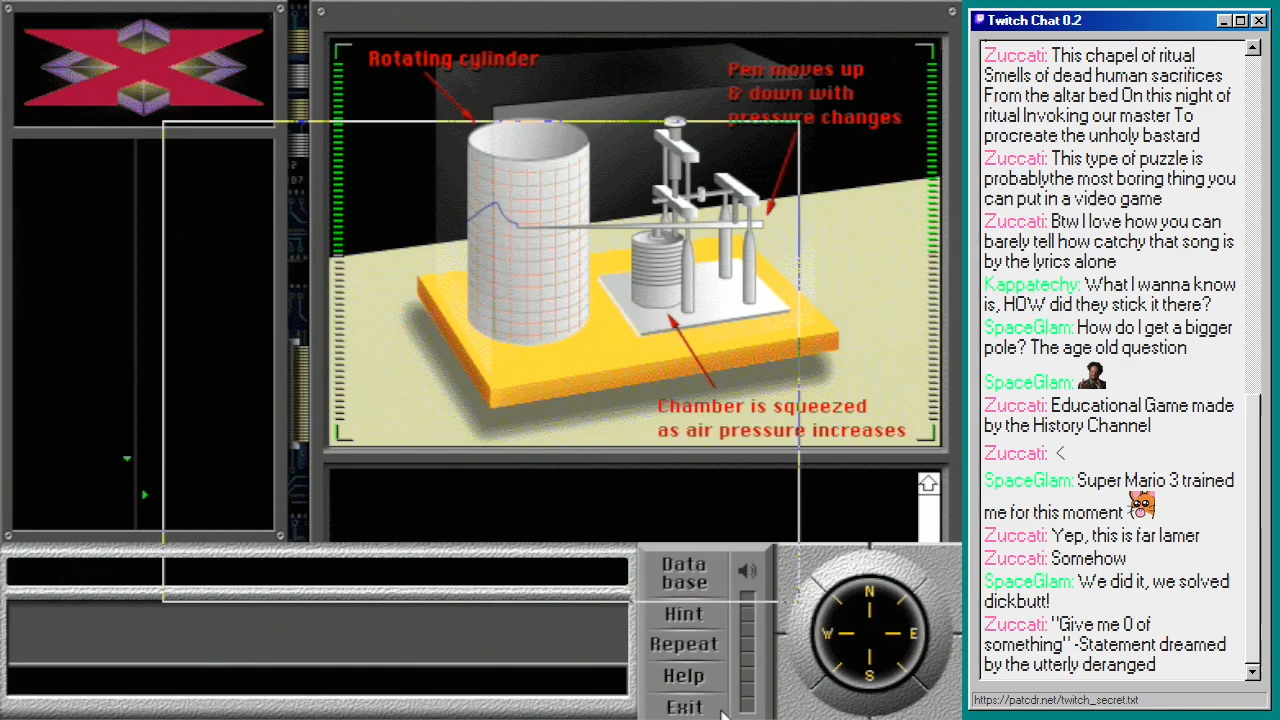 Rotating cylinder
en moves up
& down with
pressure changes
Chamber is squeezed
as air pressure increases
Data
base
Hint
Repeat
Help
Exit
N
W
E
S
Twitch Chat 0.2
Zuccati: This chapel of ritual
Smells of dead human sacriifices
From the altar bed On this night of
ritual Invoking our master To
procreate the unholy bastard
Zuccati: This type of puzzle is
probablythe most boring thing you
can put in a video game
Zuccati: Btw I love how you can
barely tell how catchy that song is
by the lyrics alone
Kappatechy: What I wanna know
is, HOW did they stick it there?
SpaceGlam: How do I get a bigger
pole? The age old question
SpaceGlam:
Zuccati: Educational Game made
by the History Channel
Zuccati: <
SpaceGlam: Super Mario 3 trained
me for this moment
Zuccati: Yep, this is far lamer
Zuccati: Somehow
SpaceGlam: We did it, we solved
dickbutt!
Zuccati: "Give me 0 of
something" -Statement dreamed
by the utterly deranged
https://patcdr.net/twitch_secret.txt